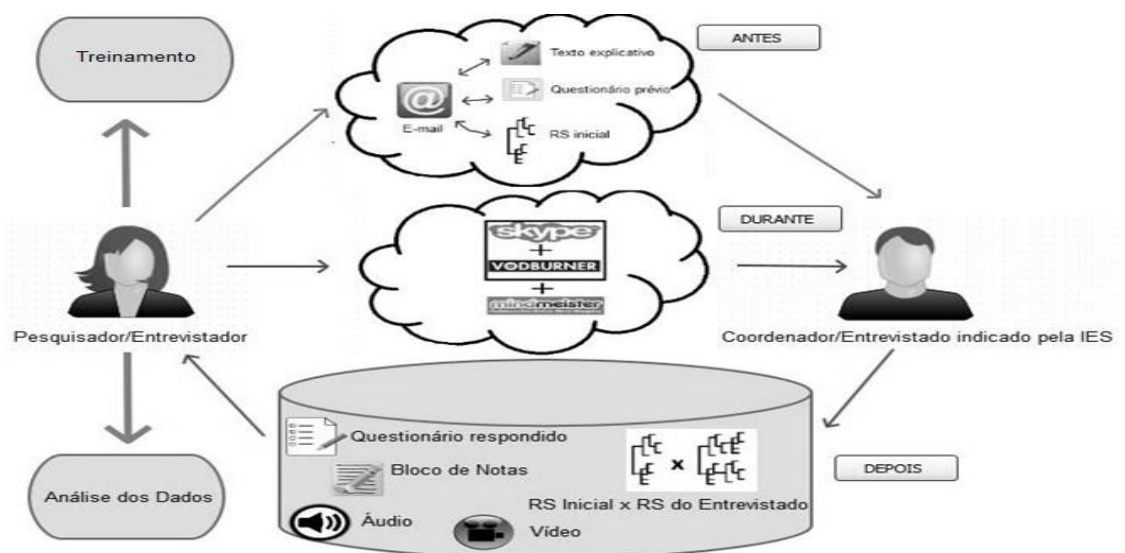 Treinamento
ANTES
Texto explicativo
Questionário prévio
E-mail
RS inicial
DURANTE
skype
+
VODBURNER
+
mindmeister
Pesquisador/Entrevistador
Coordenador/Entrevistado indicado pela IES
Questionário respondido
Bloco de Notas
x
DEPOIS
Análise dos Dados
RS Inicial x RS do Entrevistado
Áudio
Vídeo